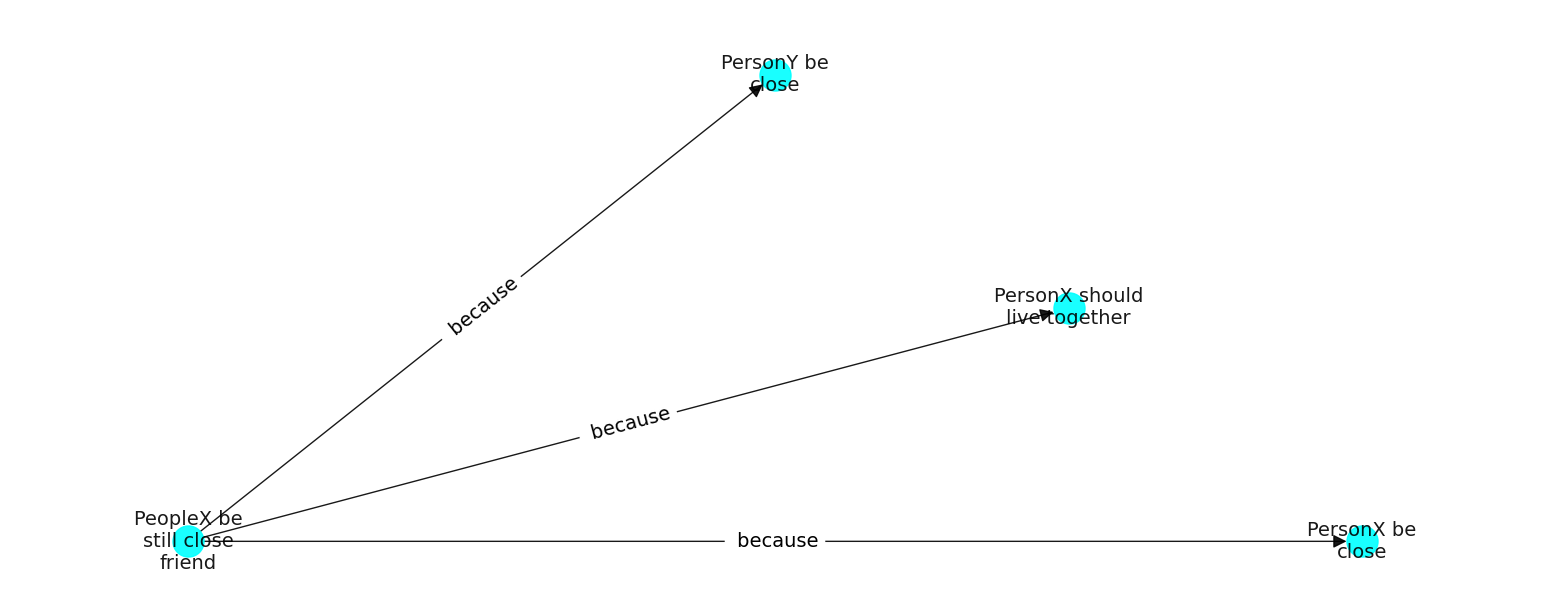 PersonY be
close
because
PersonX should
live together
because
PeopleX be
still close
friend
because
PersonX be
close